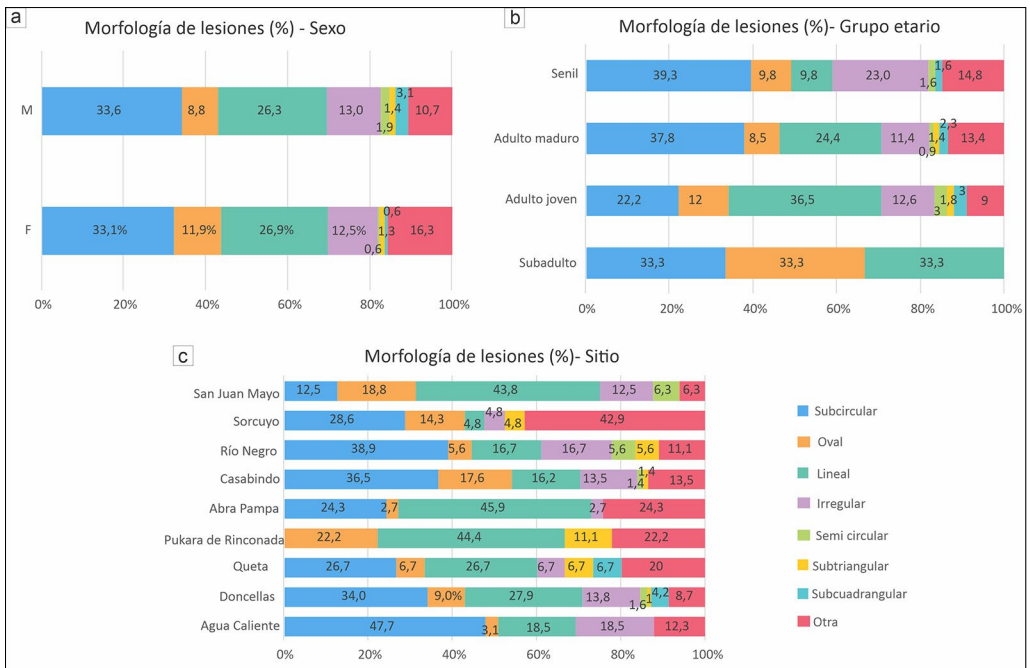 a
Morfología de lesiones (%) - Sexo
M
33,6 8,8 26,3 13,0 1,9 1,4 3,1 10,7
F
33,1% 11,9% 26,9% 12,5% 0,6 1,3 0,6 16,3
0% 20% 40% 60% 80% 100%
b
Morfología de lesiones (%)- Grupo etario
Senil
39,3 9,8 9,8 23,0 1,6 1,6 14,8
Adulto maduro
37,8 8,5 24,4 11,4 0,9 1,4 2,3 13,4
Adulto joven
22,2 12 36,5 12,6 3 1,8 3 9
Subadulto
33,3 33,3 33,3
0% 20% 40% 60% 80% 100%
c
Morfología de lesiones (%)- Sitio
San Juan Mayo
12,5 18,8 43,8 12,5 6,3 6,3
Sorcuyo
28,6 14,3 4,8 4,8 4,8 42,9
Río Negro
38,9 5,6 16,7 16,7 5,6 5,6 11,1
Casabindo
36,5 17,6 16,2 13,5 1,4 1,4 13,5
Abra Pampa
24,3 2,7 45,9 2,7 24,3
Pukara de Rinconada
22,2 44,4 11,1 22,2
Queta
26,7 6,7 26,7 6,7 6,7 6,7 20
Doncellas
34,0 9,0% 27,9 13,8 1,6 1 4,2 8,7
Agua Caliente
47,7 3,1 18,5 18,5 12,3
0% 20% 40% 60% 80% 100%
Subcircular
Oval
Lineal
Irregular
Semi circular
Subtriangular
Subcuadrangular
Otra